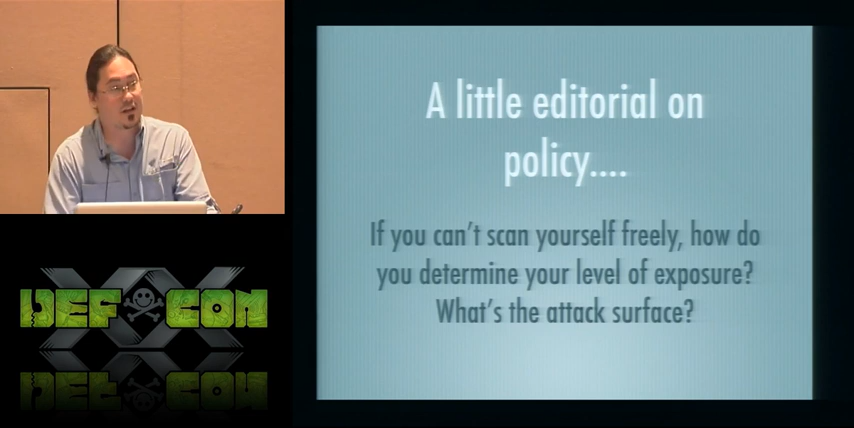 A little editorial on
policy....
If you can't scan yourself freely, how do
you determine your level of exposure?
What's the attack surface?
DEF CON
XX